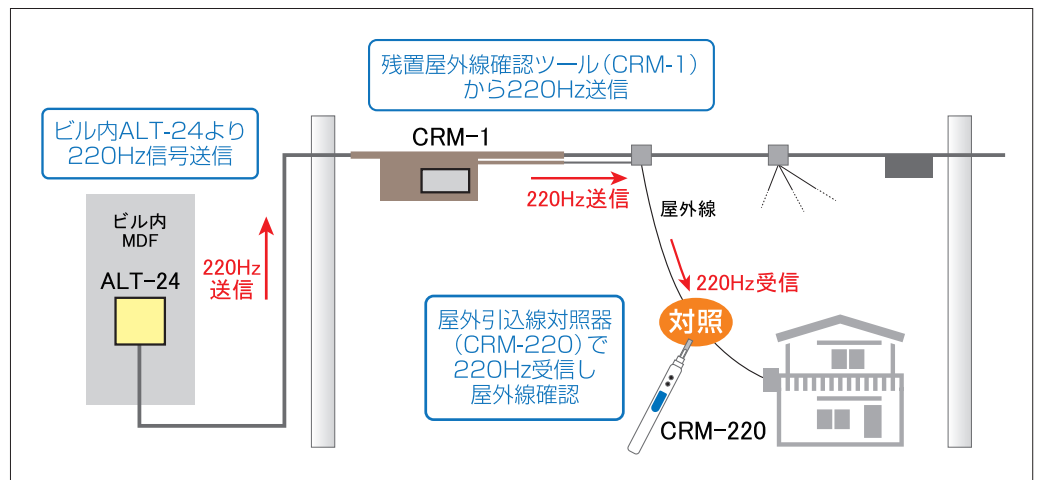 残置屋外線確認ツール(CRM-1)
から220Hz送信
ビル内ALT-24より
220Hz信号送信
CRM-1
220Hz送信
屋外線
ビル内
MDF
ALT-24
220Hz
送信
220Hz受信
対照
屋外引込線対照器
(CRM-220)で
220Hz受信し
屋外線確認
CRM-220